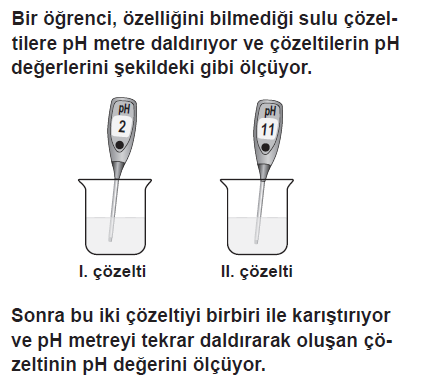 Bir öğrenci, özelliğini bilmediği sulu çözel-
tilere pH metre daldırıyor ve çözeltilerin pH
değerlerini şekildeki gibi ölçüyor.
pH
2
pH
11
I. çözelti
II. çözelti
Sonra bu iki çözeltiyi birbiri ile karıştırıyor
ve pH metreyi tekrar daldırarak oluşan çö-
zeltinin pH değerini ölçüyor.